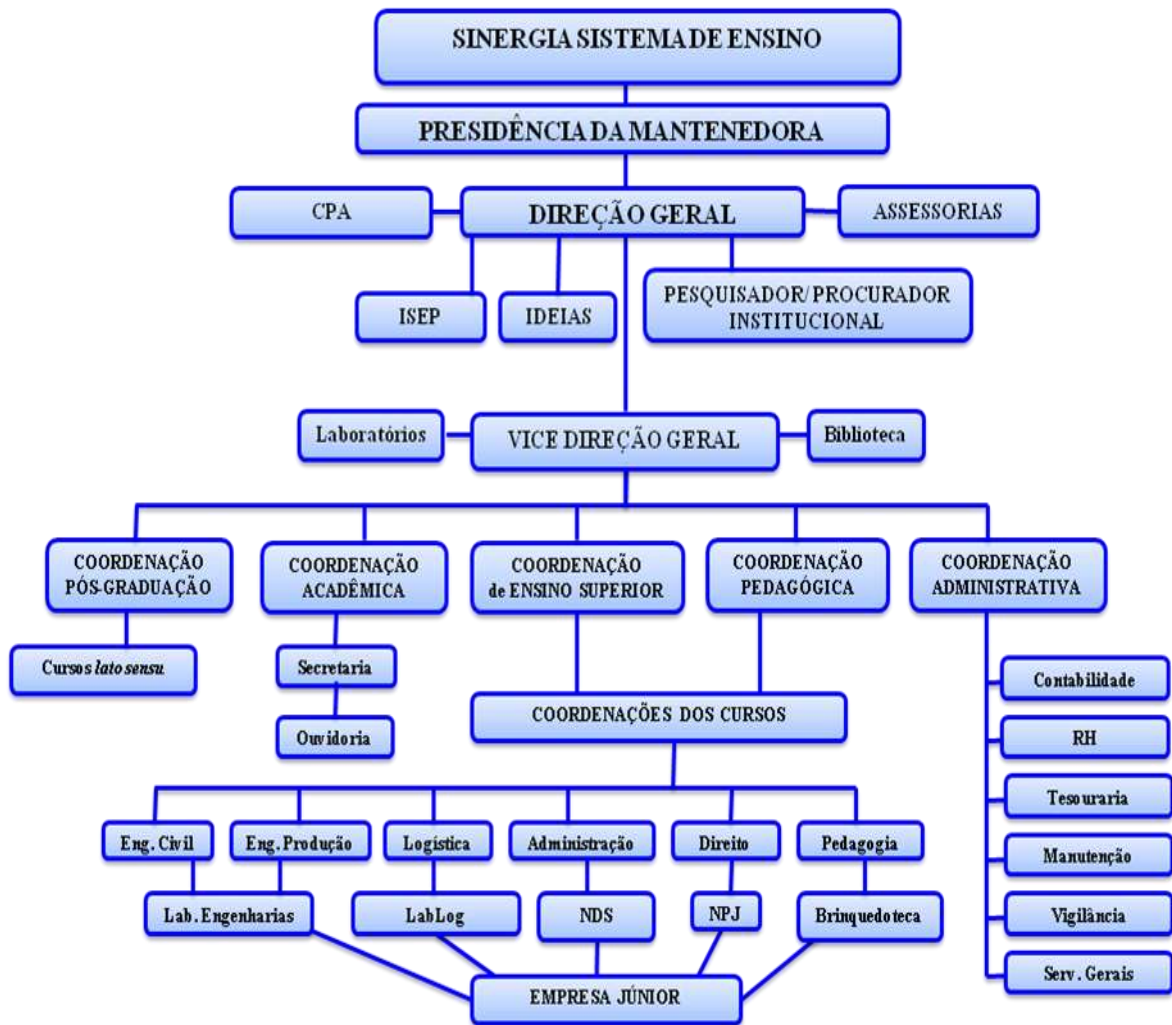 SINERGIA SISTEMA DE ENSINO
PRESIDÊNCIA DA MANTENEDORA
CPA
DIREÇÃO GERAL
ASSESSORIAS
ISEP
IDEIAS
PESQUISADOR/ PROCURADOR
INSTITUCIONAL
Laboratórios
VICE DIREÇÃO GERAL
Biblioteca
COORDENAÇÃO
PÓS-GRADUAÇÃO
COORDENAÇÃO
ACADÊMICA
COORDENAÇÃO
de ENSINO SUPERIOR
COORDENAÇÃO
PEDAGÓGICA
COORDENAÇÃO
ADMINISTRATIVA
Cursos lato sensu
Secretaria
Ouvidoria
COORDENAÇÕES DOS CURSOS
Contabilidade
RH
Tesouraria
Manutenção
Vigilância
Serv. Gerais
Eng. Civil
Eng. Produção
Logística
Administração
Direito
Pedagogia
Lab. Engenharias
LabLog
NDS
NPJ
Brinquedoteca
EMPRESA JÚNIOR